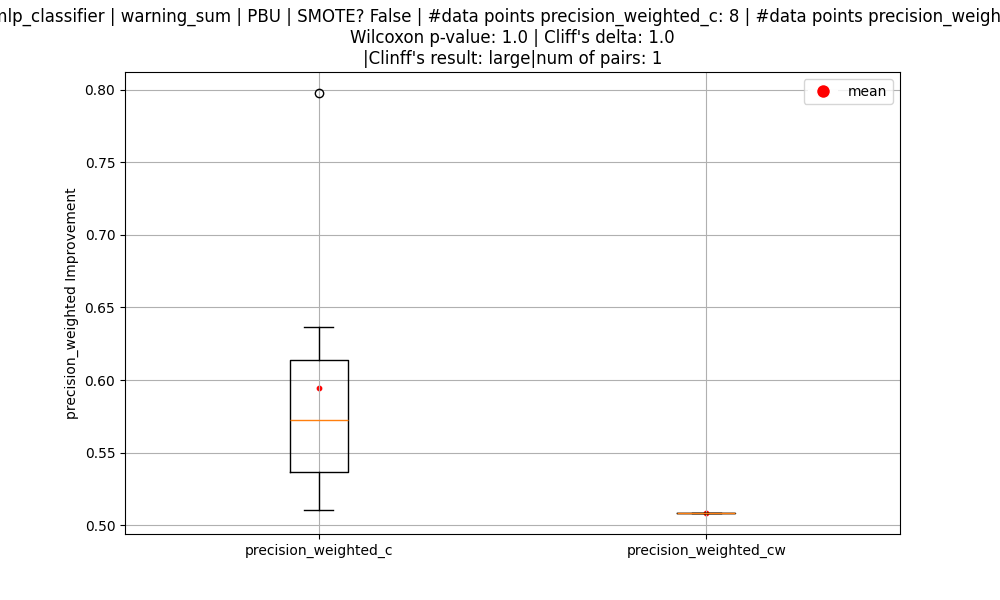 mlp_classifier | warning_sum | PBU | SMOTE? False | #data points precision_weighted_c: 8 | #data points
Wilcoxon p-value: 1.0 | Cliff's delta: 1.0
|Clinff's result: large|num of pairs: 1
mean
precision_weighted Improvement
0.80
0.75
0.70
0.65
0.60
0.55
0.50
precision_weighted_c
precision_weighted_cw